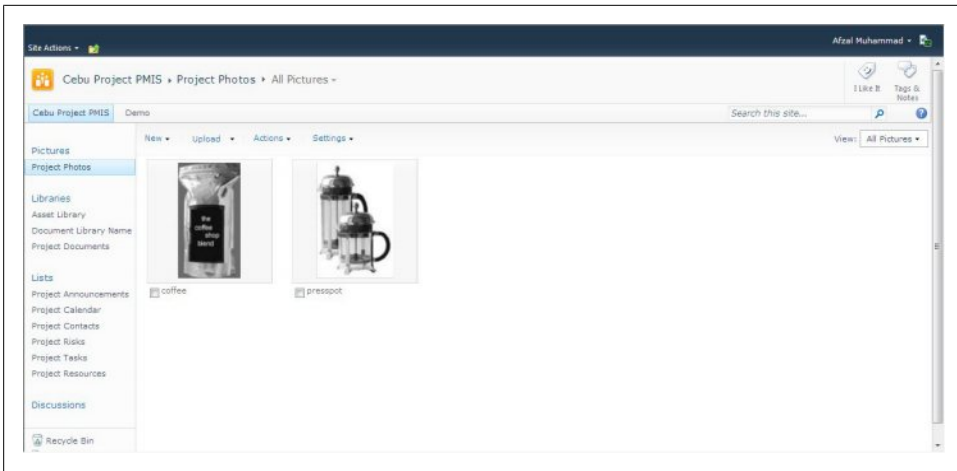 Afzal Muhammad
Site Actions
Cebu Project PMIS Project Photos All Pictures
I Like It
Tags & Notes
Cebu Project PMIS Demo
Search this site...
New Upload Actions Settings
View: All Pictures
Pictures
Project Photos
Libraries
Asset Library
Document Library Name
Project Documents
Lists
Project Announcements
Project Calendar
Project Contacts
Project Risks
Project Tasks
Project Resources
Discussions
Recycle Bin
the
coffee
shop
blend
coffee
presspot